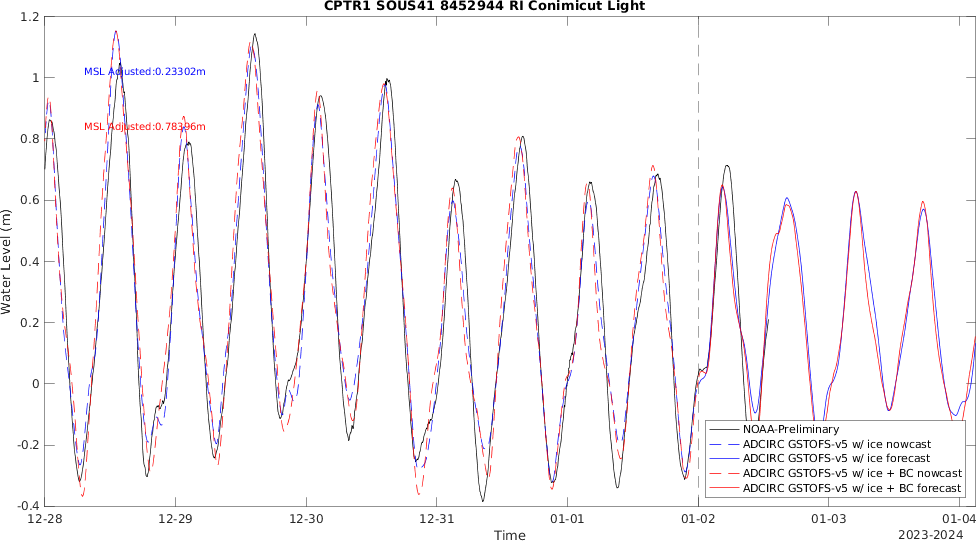 CPTR1 SOUS41 8452944 RI Conimicut Light
1.2
1
0.8
0.6
0.4
0.2
0
-0.2
-0.4
Water Level (m)
MSL Adjusted:0.23302m
MSL Adjusted:0.78396m
NOAA-Preliminary
ADCIRC GSTOFS-v5 w/ ice nowcast
ADCIRC GSTOFS-v5 w/ ice forecast
ADCIRC GSTOFS-v5 w/ ice + BC nowcast
ADCIRC GSTOFS-v5 w/ ice + BC forecast
12-28 12-29 12-30 12-31 01-01 01-02 01-03 01-04
Time
2023-2024